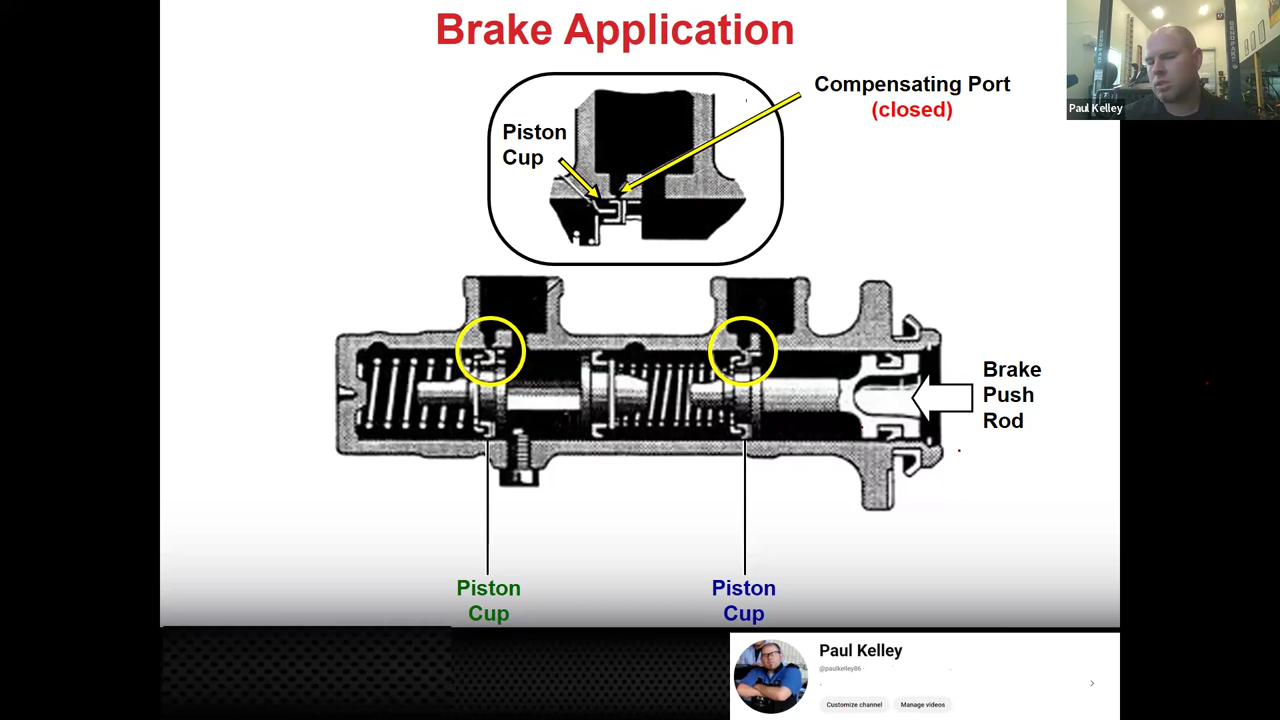 Brake Application
Compensating Port
(closed)
Piston
Cup
Paul Kelley
Brake
Push
Rod
Piston
Cup
Piston
Cup
Paul Kelley
@paulkelley86
Customize channel
Manage videos